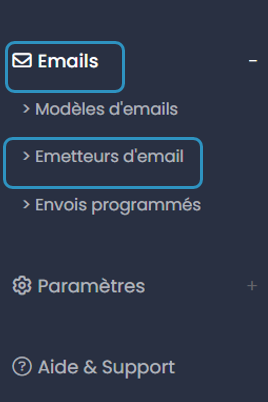 Emails -
> Modèles d'emails
> Emetteurs d'email
> Envois programmés
Paramètres +
? Aide & Support